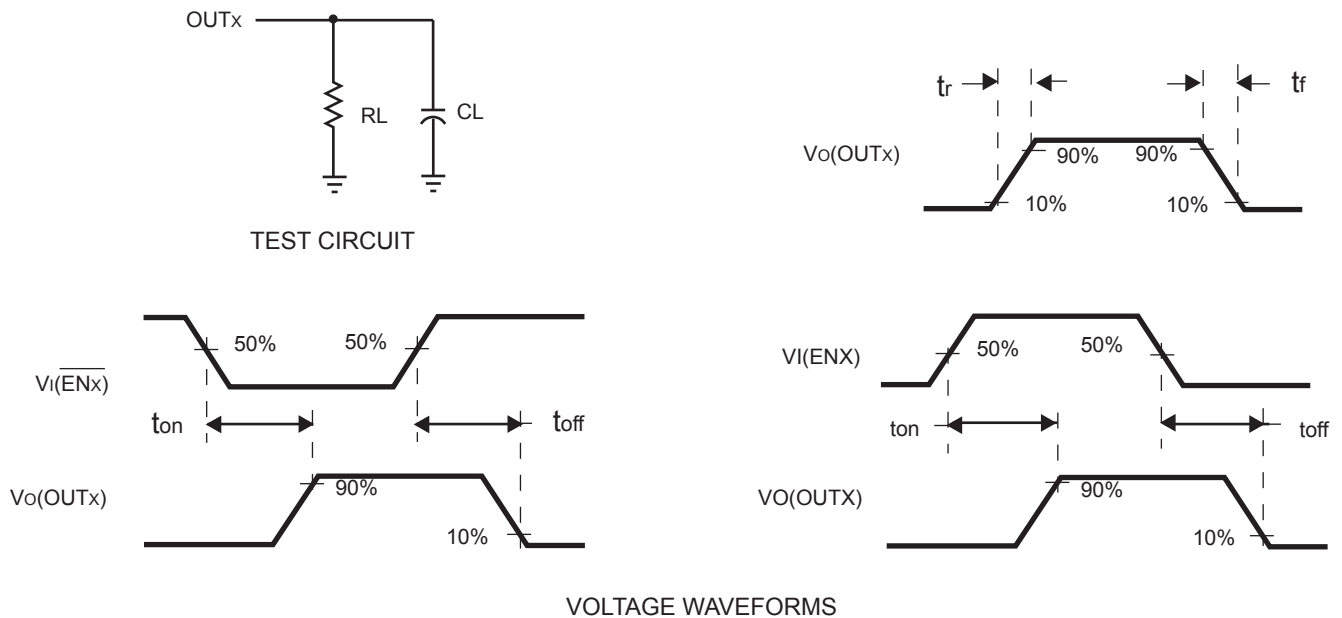 OUTx
RL
CL
TEST CIRCUIT
tr
tf
VO(OUTx)
90%
90%
10%
10%
VI(ENx)
50%
50%
ton
toff
VO(OUTx)
90%
10%
VI(ENX)
50%
50%
ton
toff
VO(OUTX)
90%
10%
VOLTAGE WAVEFORMS